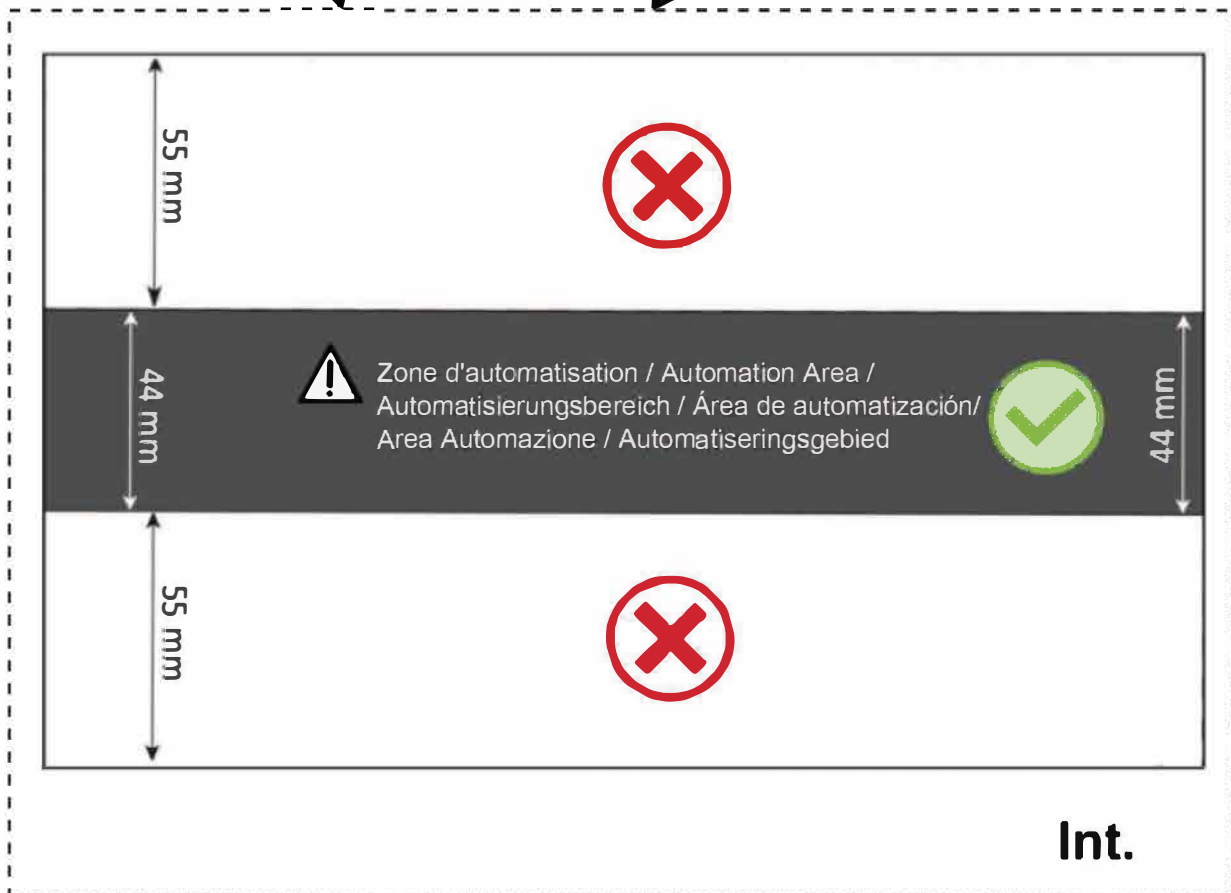 55 mm
44 mm
Zone d'automatisation / Automation Area /
Automatisierungsbereich / Área de automatización/
Area Automazione / Automatiseringsgebied
44 mm
55 mm
Int.